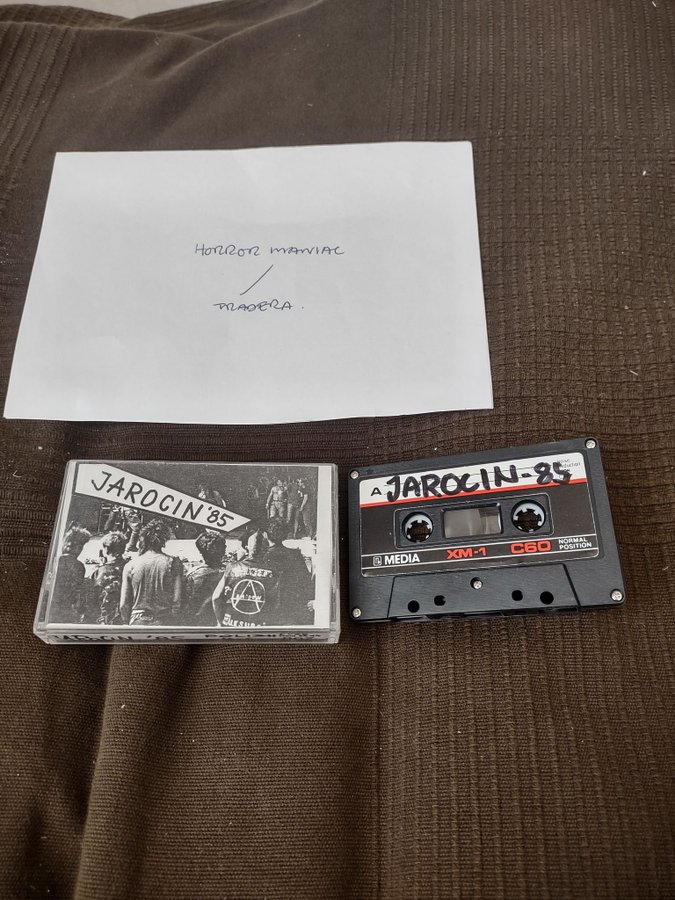 HORROR MANIAC
/
TRADERA.
JAROCIN '85
A JAROCIN-85
MEDIA XM-1 C60 NORMAL POSITION